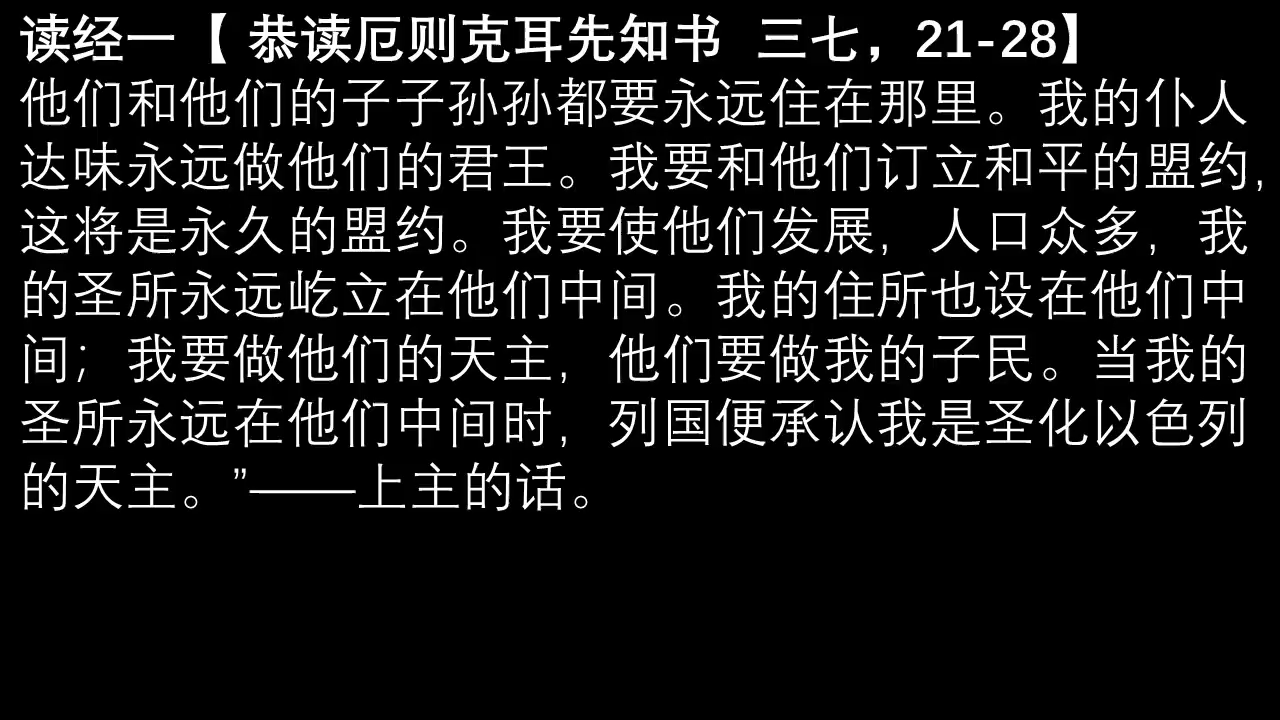 读经一【 恭读厄则克耳先知书  三七，21-28】
他们和他们的子子孙孙都要永远住在那里。我的仆人
达味永远做他们的君王。我要和他们订立和平的盟约，
这将是永久的盟约。我要使他们发展，人口众多，我
的圣所永远屹立在他们中间。我的住所也设在他们中
间；我要做他们的天主，他们要做我的子民。当我的
圣所永远在他们中间时，列国便承认我是圣化以色列
的天主。”——上主的话。